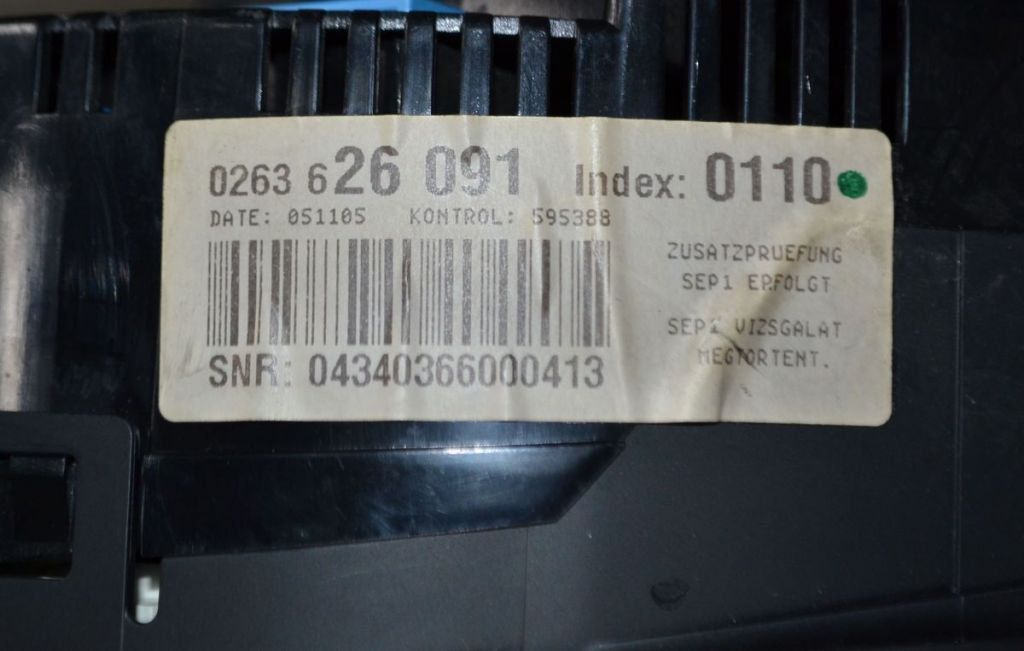 0263 626 091 Index: 0110
DATE: 051105 KONTROL: 595388
ZUSATZPRUEFUNG
SEP1 ERFOLGT
SEP2 VIZSGALAT
MEGTORTENT.
SNR: 04340366000413